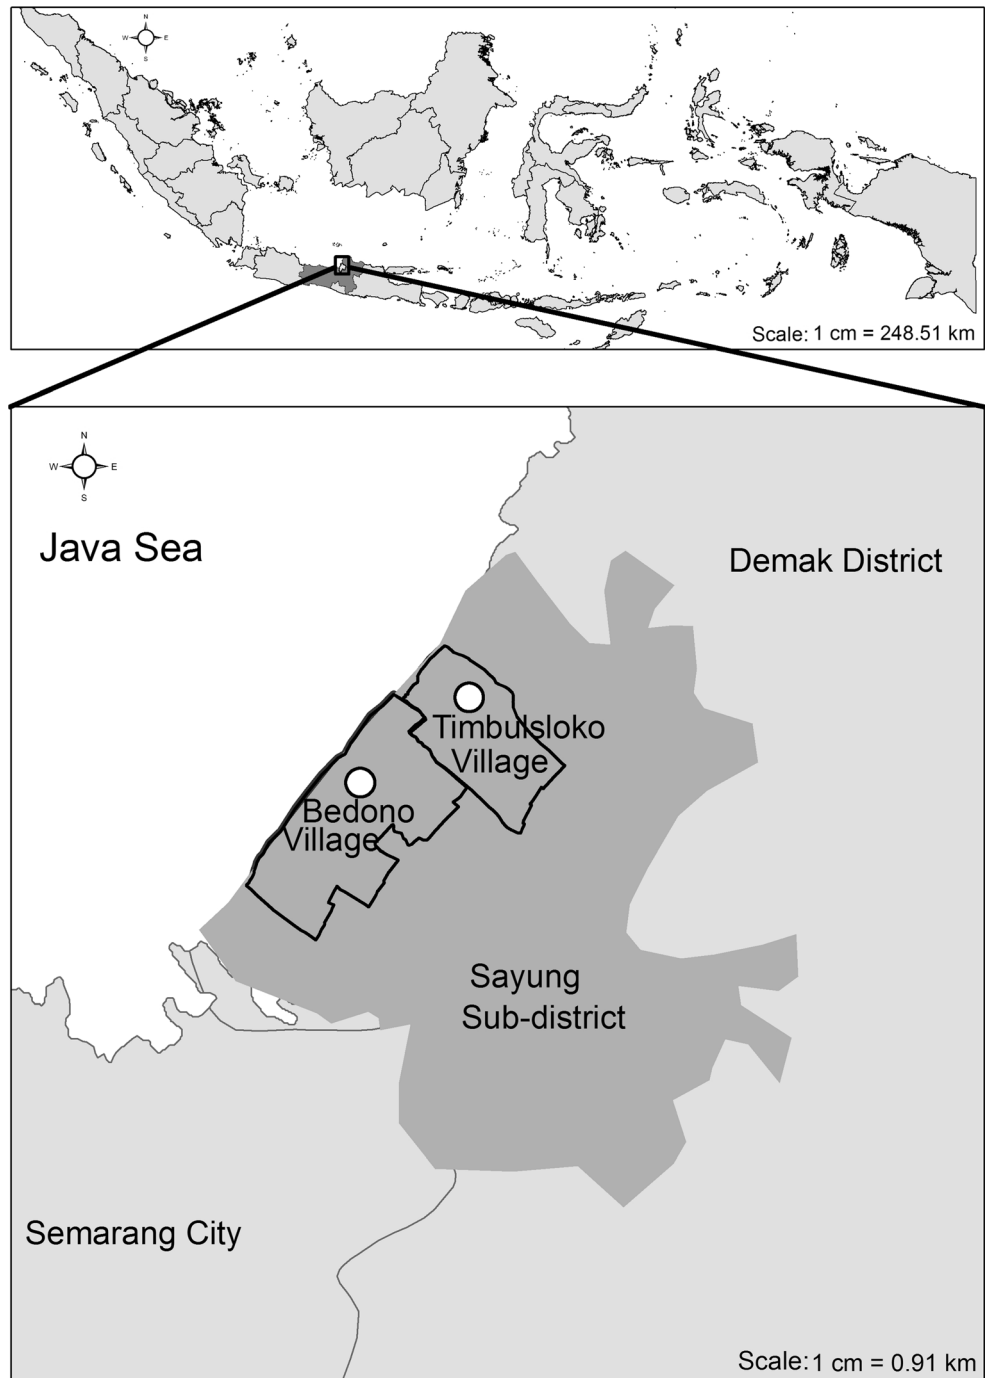 N
W E
S
Scale: 1 cm = 248.51 km
N
W E
S
Java Sea
Demak District
Timbulsloko
Village
Bedono
Village
Sayung
Sub-district
Semarang City
Scale: 1 cm = 0.91 km